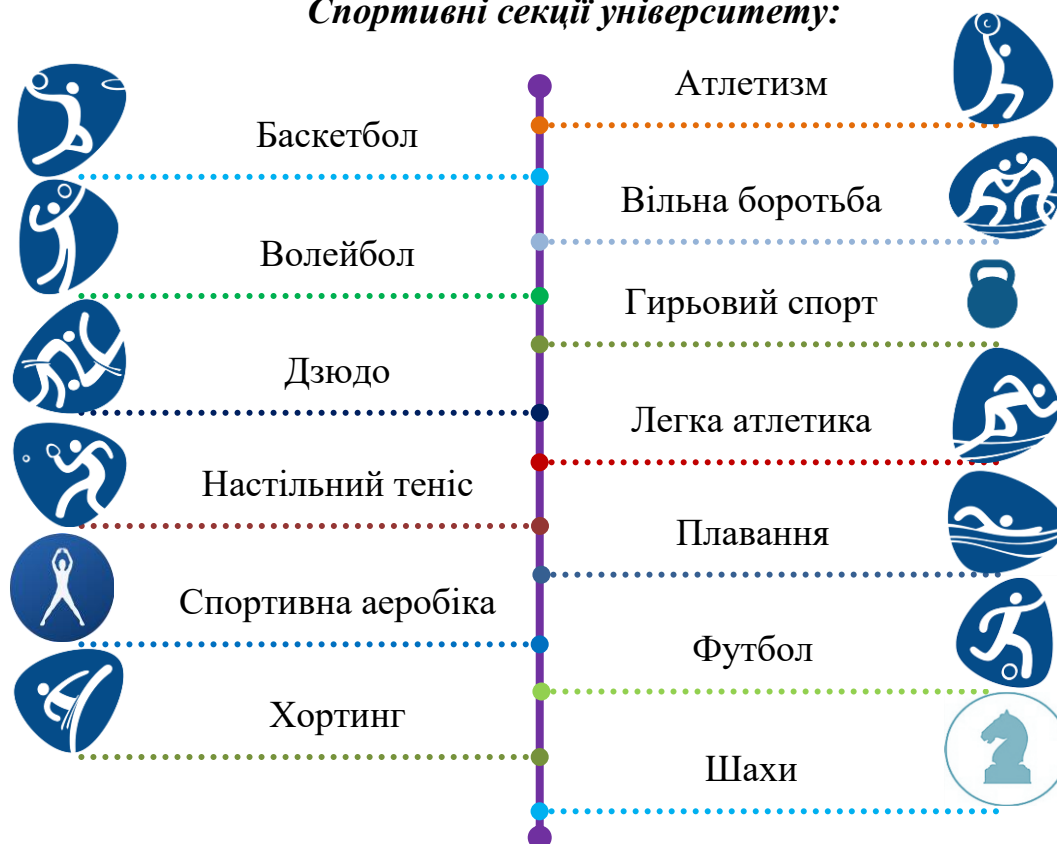 Спортивні секції університету:
Атлетизм
Баскетбол
Вільна боротьба
Волейбол
Гирьовий спорт
Дзюдо
Легка атлетика
Настільний теніс
Плавання
Спортивна аеробіка
Футбол
Хортинг
Шахи